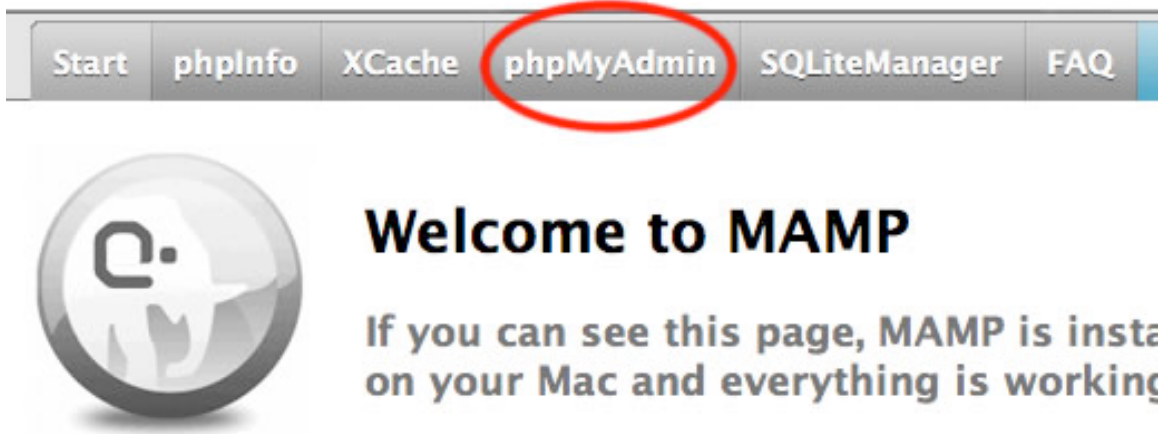 Start phpInfo XCache phpMyAdmin SQLiteManager FAQ
Welcome to MAMP
If you can see this page, MAMP is insta
on your Mac and everything is working